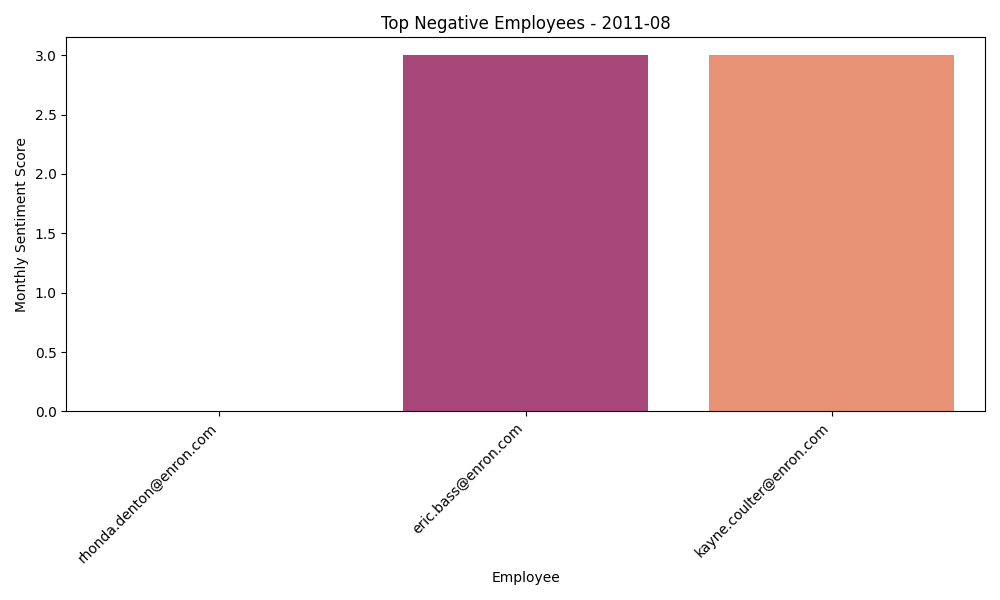 Top Negative Employees - 2011-08
Monthly Sentiment Score
3.0
2.5
2.0
1.5
1.0
0.5
0.0
rhonda.denton@enron.com
eric.bass@enron.com
kayne.coulter@enron.com
Employee